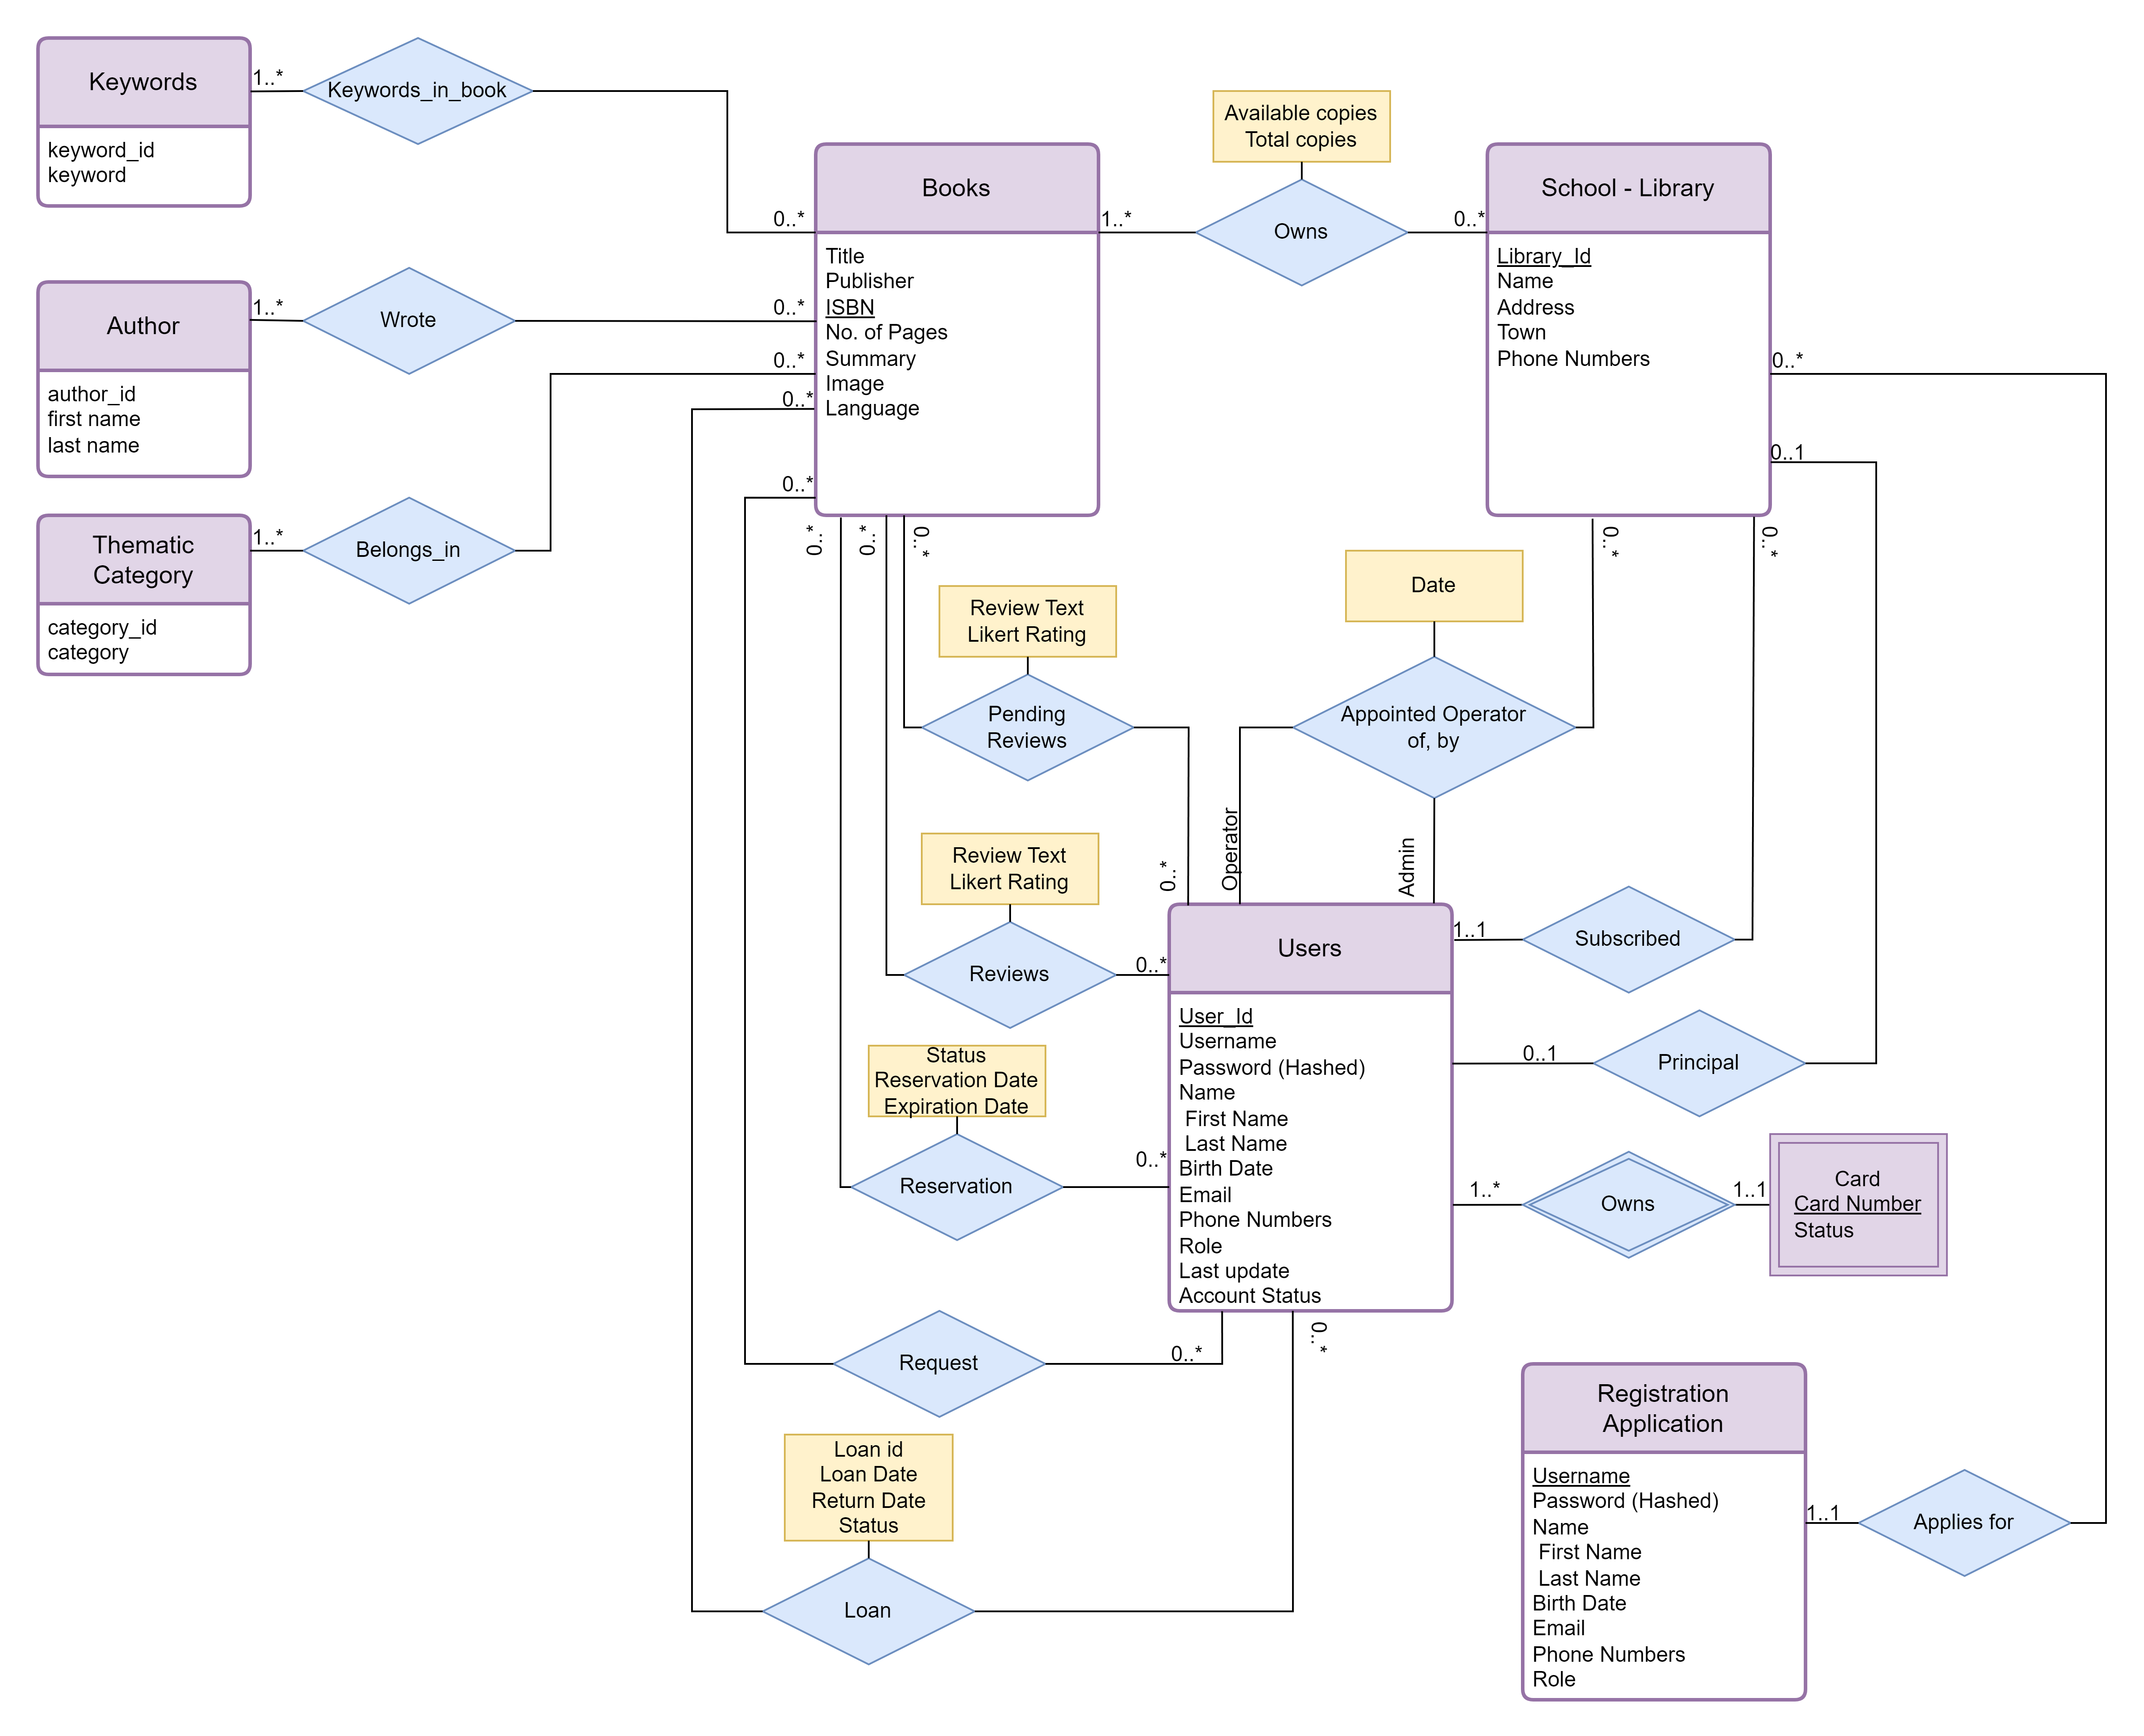 Keywords
keyword_id
keyword
1..*
Keywords_in_book
0..*
Author
author_id
first name
last name
1..*
Wrote
0..*
Thematic
Category
category_id
category
1..*
Belongs_in
0..*
0..*
0..*
Books
Title
Publisher
ISBN
No. of Pages
Summary
Image
Language
1..*
Available copies
Total copies
Owns
0..*
School - Library
Library_Id
Name
Address
Town
Phone Numbers
0..*
0..1
0..*
0..*
0..*
0..*
0..*
Review Text
Likert Rating
Pending
Reviews
0..*
Date
Appointed Operator
of, by
Operator
Admin
Review Text
Likert Rating
Reviews
0..*
Status
Reservation Date
Expiration Date
Reservation
0..*
Users
User_Id
Username
Password (Hashed)
Name
First Name
Last Name
Birth Date
Email
Phone Numbers
Role
Last update
Account Status
1..1
Subscribed
0..1
Principal
1..*
Owns
1..1
Card
Card Number
Status
Request
0..*
0..*
Loan id
Loan Date
Return Date
Status
Loan
Registration
Application
Username
Password (Hashed)
Name
First Name
Last Name
Birth Date
Email
Phone Numbers
Role
1..1
Applies for